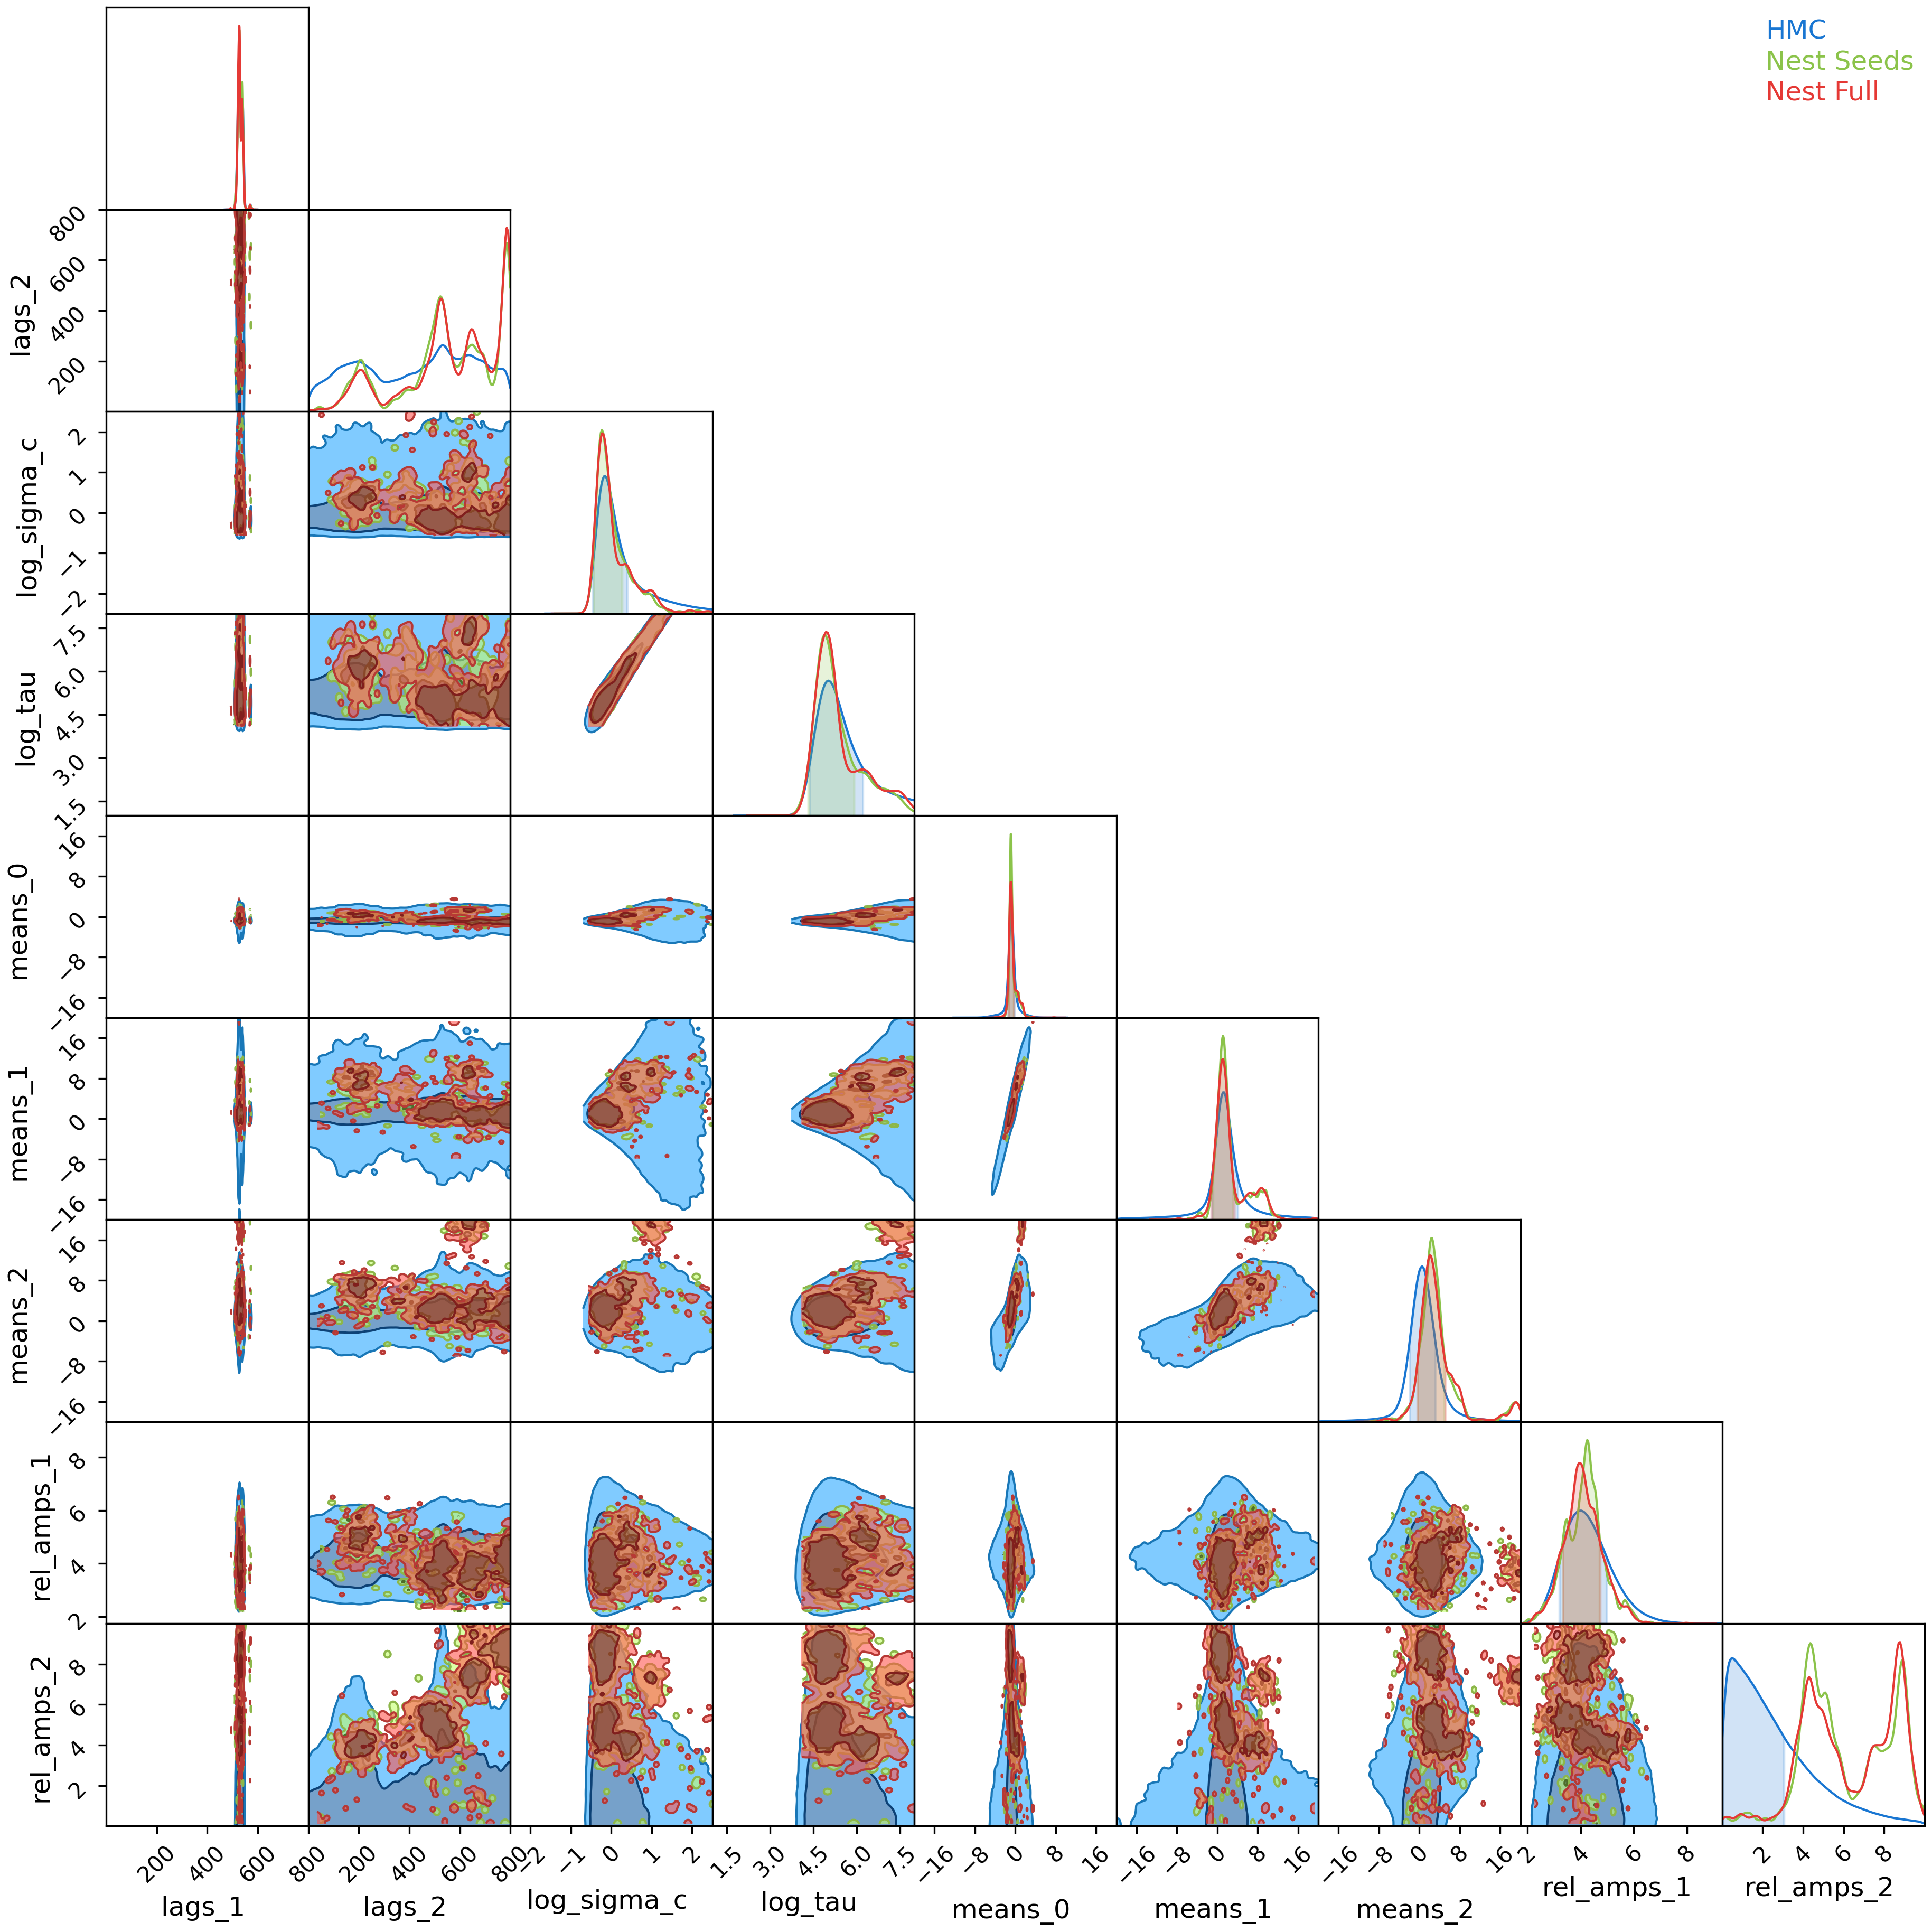 HMC
Nest Seeds
Nest Full
800
600
400
200
lags_2
2
1
0
−1
−2
log_sigma_c
7.5
6.0
4.5
3.0
1.5
log_tau
16
8
0
−8
−16
means_0
16
8
0
−8
−16
means_1
16
8
0
−8
−16
means_2
8
6
4
2
rel_amps_1
8
6
4
2
rel_amps_2
200 400 600 800 200 400 600 800 −2 −1 0 1 2 1.5 3.0 4.5 6.0 7.5 −16 −8 0 8 16 −16 −8 0 8 16 −16 −8 0 8 16 2 4 6 8 2 4 6 8
lags_1 lags_2 log_sigma_c log_tau means_0 means_1 means_2 rel_amps_1 rel_amps_2